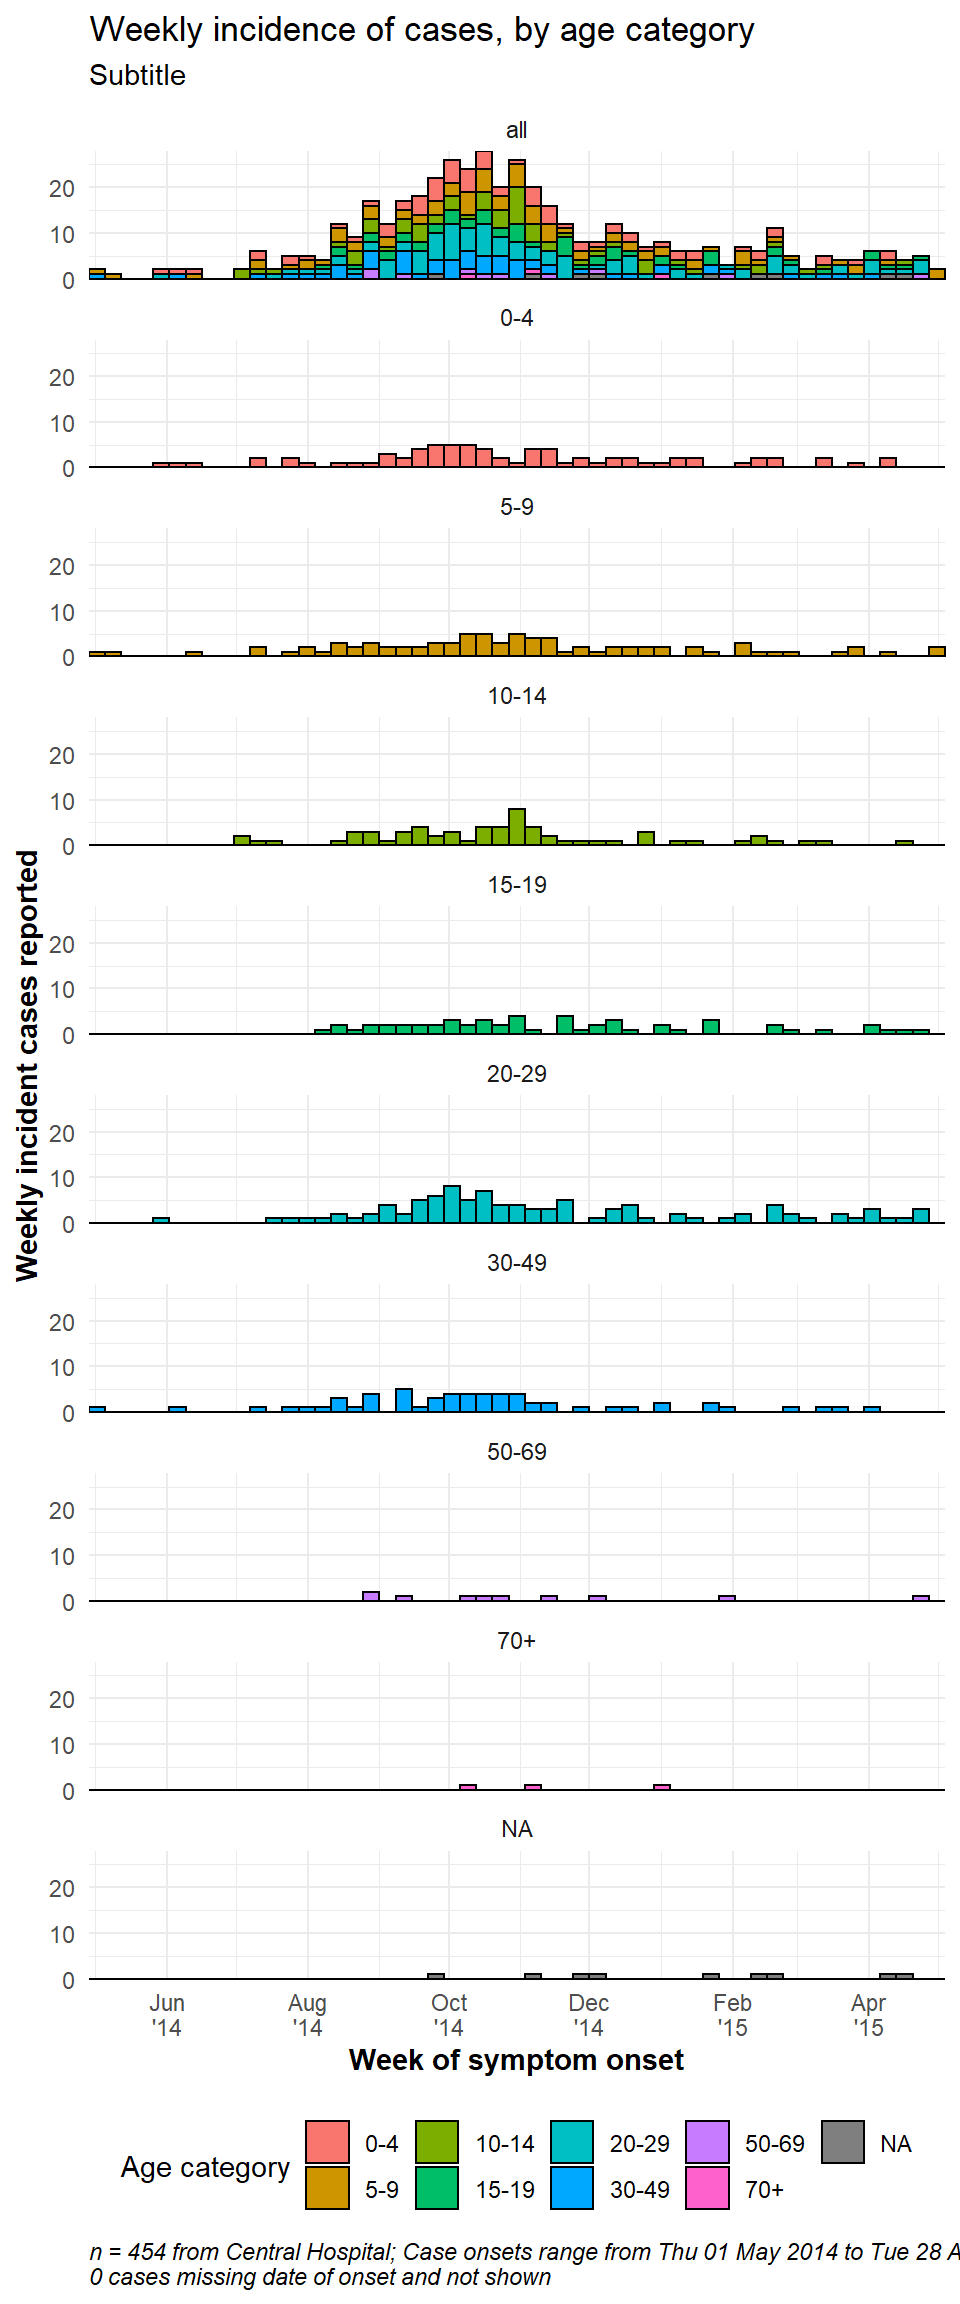 Weekly incidence of cases, by age category
Subtitle
all
20
10
0
0-4
20
10
0
5-9
20
10
0
10-14
20
10
0
15-19
20
10
0
20-29
20
10
0
30-49
20
10
0
50-69
20
10
0
70+
20
10
0
NA
20
10
0
Weekly incident cases reported
Jun Aug Oct Dec Feb Apr
'14 '14 '14 '14 '15 '15
Week of symptom onset
Age category
0-4 10-14 20-29 50-69 NA
5-9 15-19 30-49 70+
n = 454 from Central Hospital; Case onsets range from Thu 01 May 2014 to Tue 28 A
0 cases missing date of onset and not shown